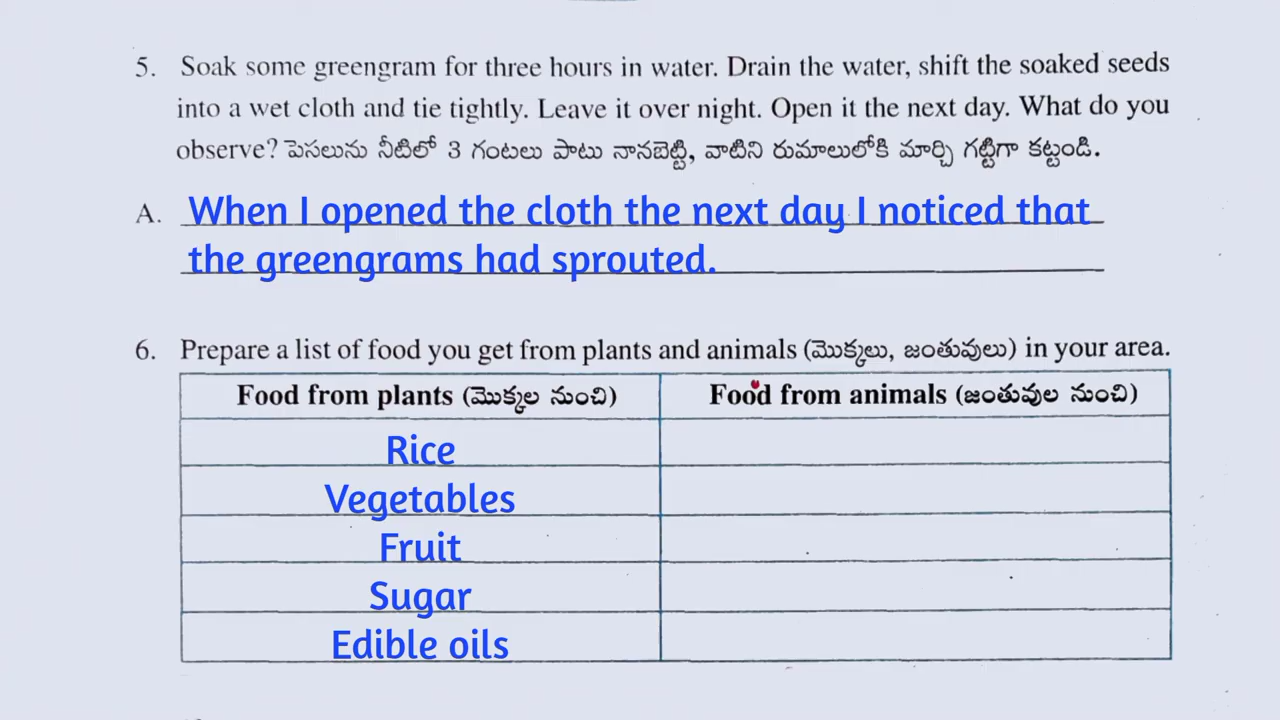 5. Soak some greengram for three hours in water. Drain the water, shift the soaked seeds
into a wet cloth and tie tightly. Leave it over night. Open it the next day. What do you
observe? పెసలును నీటిలో 3 గంటలు పాటు నానబెట్టి, వాటిని రుమాలులోకి మార్చి గట్టిగా కట్టండి.
A. When I opened the cloth the next day I noticed that
the greengrams had sprouted.
6. Prepare a list of food you get from plants and animals (మొక్కలు, జంతువులు) in your area.
Food from plants (మొక్కల నుంచి) Food from animals (జంతువుల నుంచి)
Rice
Vegetables
Fruit
Sugar
Edible oils